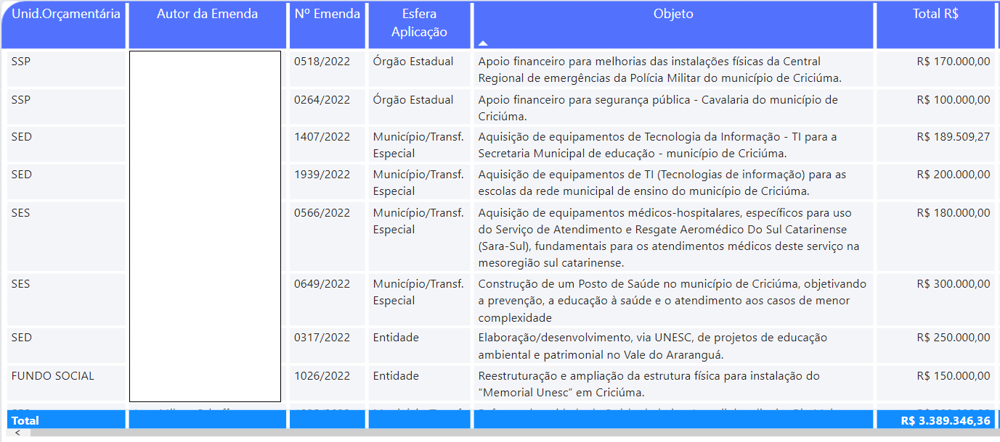 Unid.Orçamentária Autor da Emenda Nº Emenda Esfera Aplicação Objeto Total R$
SSP 0518/2022 Órgão Estadual Apoio financeiro para melhorias das instalações físicas da Central R$ 170.000,00
Regional de emergências da Polícia Militar do município de Criciúma.
SSP 0264/2022 Órgão Estadual Apoio financeiro para segurança pública - Cavalaria do município de R$ 100.000,00
Criciúma.
SED 1407/2022 Município/Transf. Aquisição de equipamentos de Tecnologia da Informação - TI para a R$ 189.509,27
Especial Secretaria Municipal de educação - município de Criciúma.
SED 1939/2022 Município/Transf. Aquisição de equipamentos de TI (Tecnologias de informação) para as R$ 200.000,00
Especial escolas da rede municipal de ensino do município de Criciúma.
SES 0566/2022 Município/Transf. Aquisição de equipamentos médicos-hospitalares, específicos para uso R$ 180.000,00
Especial do Serviço de Atendimento e Resgate Aeromédico Do Sul Catarinense
(Sara-Sul), fundamentais para os atendimentos médicos deste serviço na
mesoregião sul catarinense.
SES 0649/2022 Município/Transf. Construção de um Posto de Saúde no município de Criciúma, objetivando R$ 300.000,00
Especial a prevenção, a educação à saúde e o atendimento aos casos de menor
complexidade
SED 0317/2022 Entidade Elaboração/desenvolvimento, via UNESC, de projetos de educação R$ 250.000,00
ambiental e patrimonial no Vale do Araranguá.
FUNDO SOCIAL 1026/2022 Entidade Reestruturação e ampliação da estrutura física para instalação do R$ 150.000,00
“Memorial Unesc” em Criciúma.
Total R$ 3.389.346,36